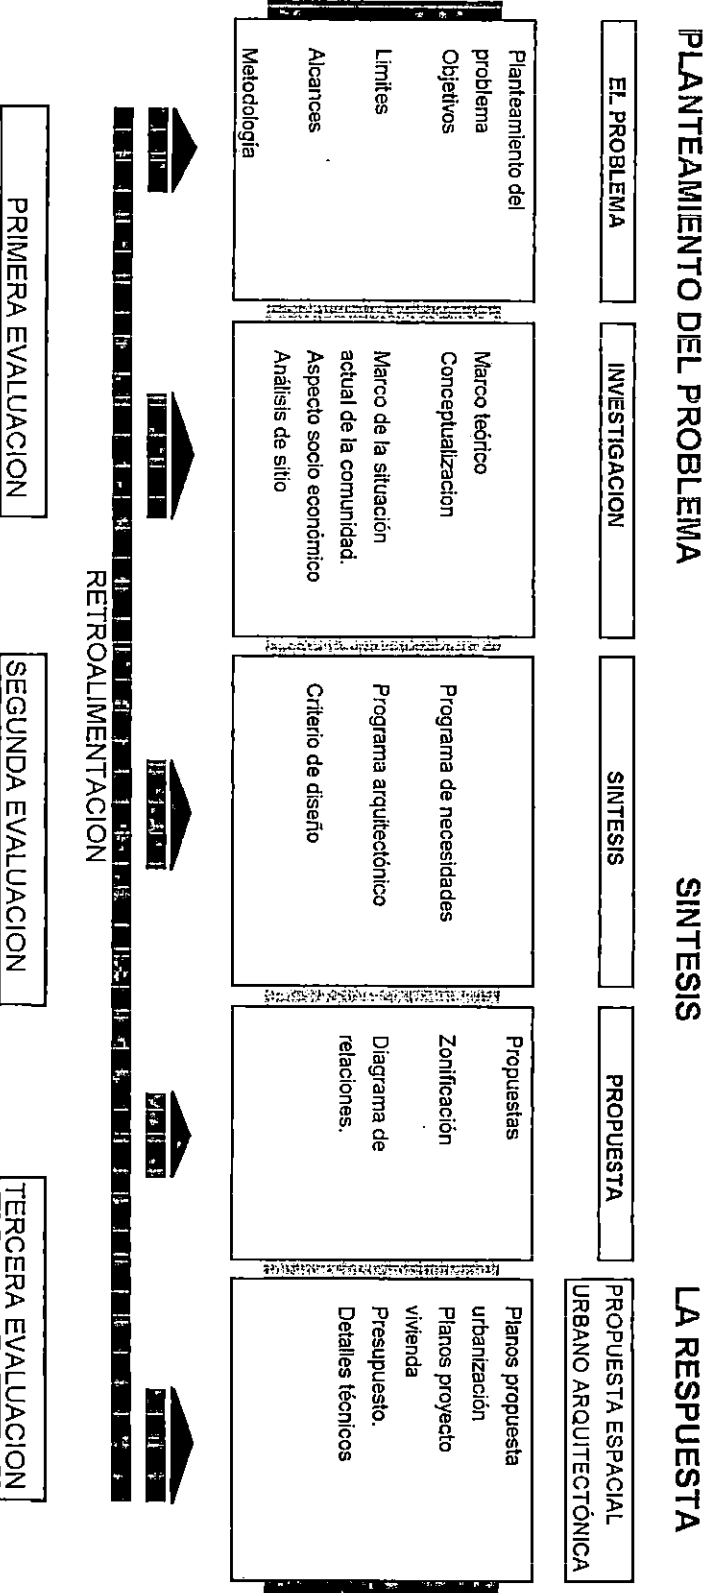 PLANTEAMIENTO DEL PROBLEMA
SINTESIS
LA RESPUESTA
EL PROBLEMA
INVESTIGACION
SINTESIS
PROPUESTA
PROPUESTA ESPACIAL
URBANO ARQUITECTÓNICA
Planteamiento del
problema
Objetivos
Limites
Alcances
Metodologia
Marco teórico
Conceptualizacion
Marco de la situación
actual de la comunidad.
Aspecto socio económico
Análisis de sitio
Programa de necesidades
Programa arquitectónico
Criterio de diseño
Propuestas
Zonificación
Diagrama de
relaciones.
Planos propuesta
urbanización
Planos proyecto
vivienda
Presupuesto.
Detalles técnicos
RETROALIMENTACION
PRIMERA EVALUACION
SEGUNDA EVALUACION
TERCERA EVALUACION